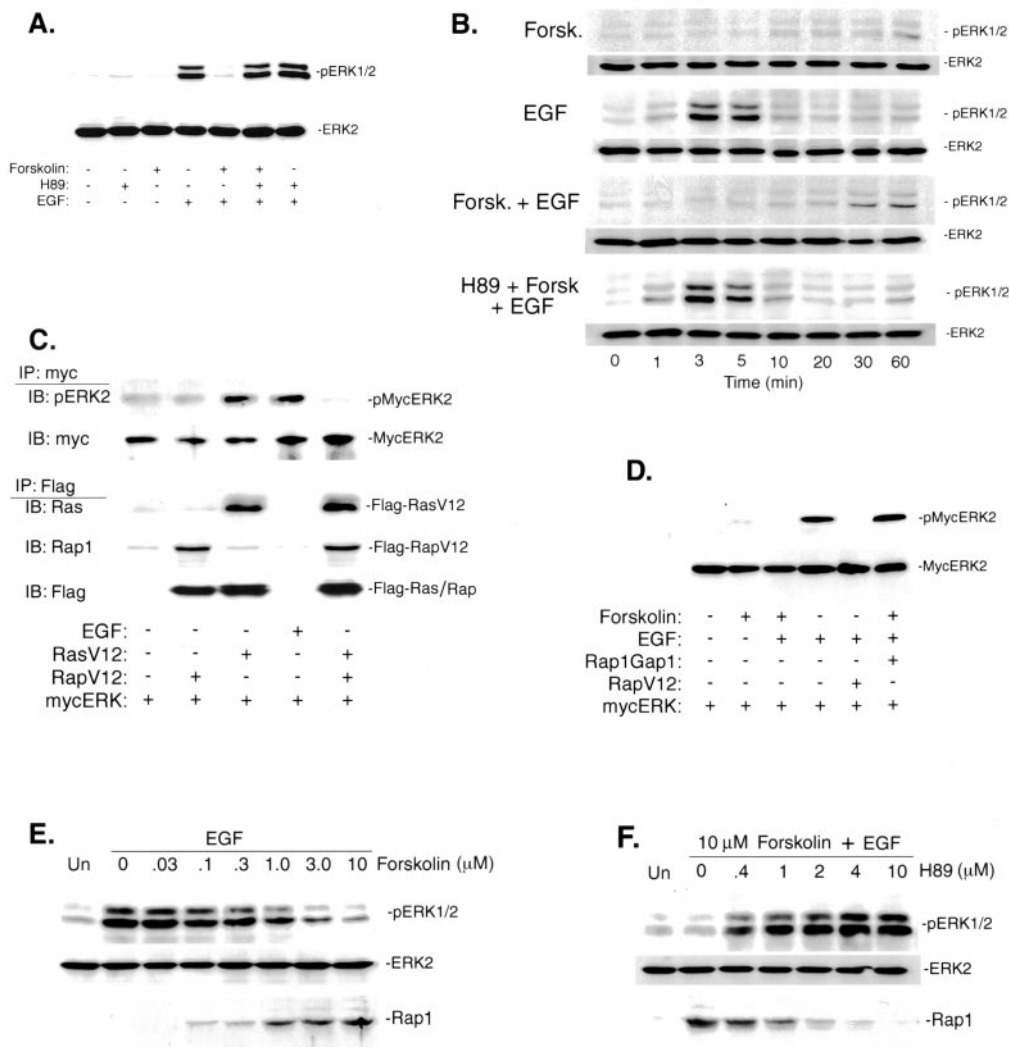 A.
-pERK1/2
-ERK2
Forskolin: - - + - + + -
H89: - + - - - + +
EGF: - - - + + + +
B.
Forsk.
- pERK1/2
-ERK2
EGF
- pERK1/2
-ERK2
Forsk. + EGF
- pERK1/2
-ERK2
H89 + Forsk
+ EGF
- pERK1/2
-ERK2
0 1 3 5 10 20 30 60
Time (min)
C.
IP: myc
IB: pERK2
-pMycERK2
IB: myc
-MycERK2
IP: Flag
IB: Ras
-Flag-RasV12
IB: Rap1
-Flag-RapV12
IB: Flag
-Flag-Ras/Rap
EGF: - - - + -
RasV12: - - + - +
RapV12: - + - - +
mycERK: + + + + +
D.
-pMycERK2
-MycERK2
Forskolin: - + + - - +
EGF: - - + + + +
Rap1Gap1: - - - - - +
RapV12: - - - - + -
mycERK: + + + + + +
E.
EGF
Un 0 .03 .1 .3 1.0 3.0 10 Forskolin (μM)
-pERK1/2
-ERK2
-Rap1
F.
10 μM Forskolin + EGF
Un 0 .4 1 2 4 10 H89 (μM)
-pERK1/2
-ERK2
-Rap1